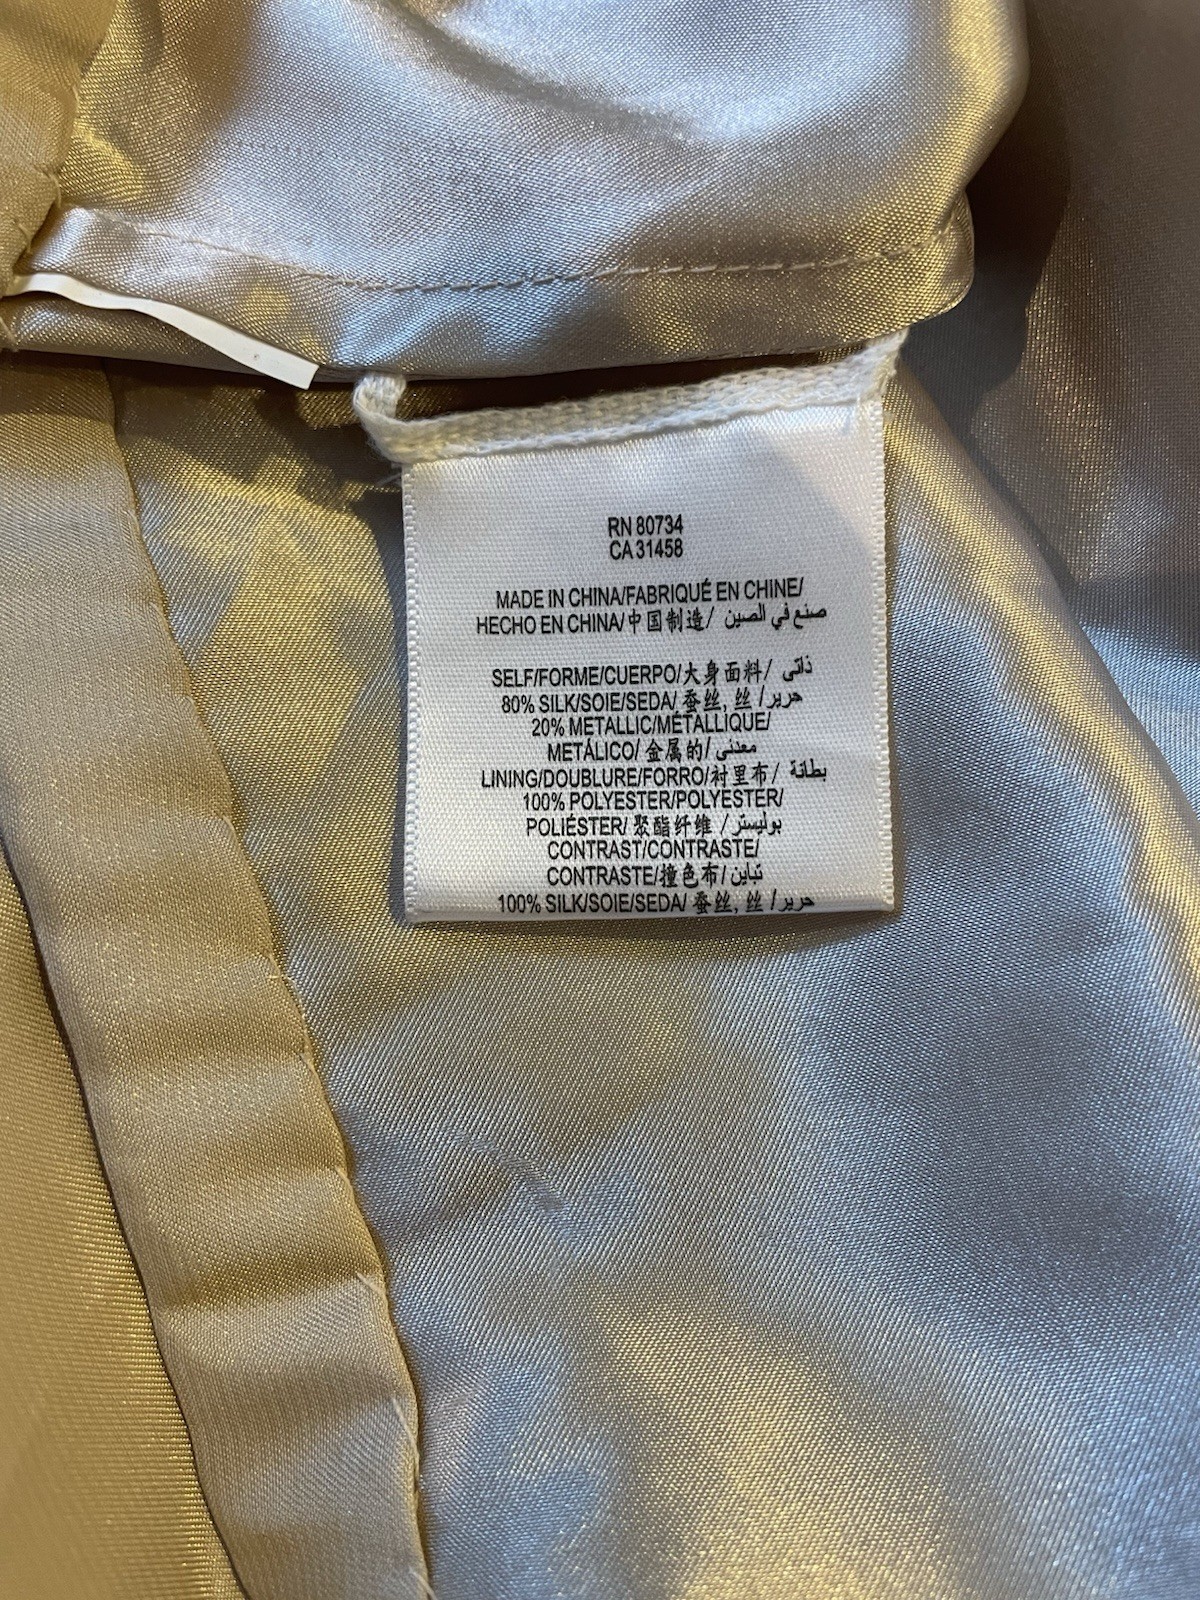 RN 80734
CA 31458
MADE IN CHINA/FABRIQUÉ EN CHINE/
HECHO EN CHINA/中国制造/ صنع في الصين
SELF/FORME/CUERPO/大身面料/ ذاتى
80% SILK/SOIE/SEDA/ 蚕丝, 丝 /حرير
20% METALLIC/MÉTALLIQUE/
METÁLICO/ 金属的/ معدنى
LINING/DOUBLURE/FORRO/衬里布/ بطانة
100% POLYESTER/POLYESTER/
POLIÉSTER/ 聚酯纤维 / بوليستر
CONTRAST/CONTRASTE/
CONTRASTE/撞色布/ تباين
100% SILK/SOIE/SEDA/ 蚕丝, 丝 /حرير